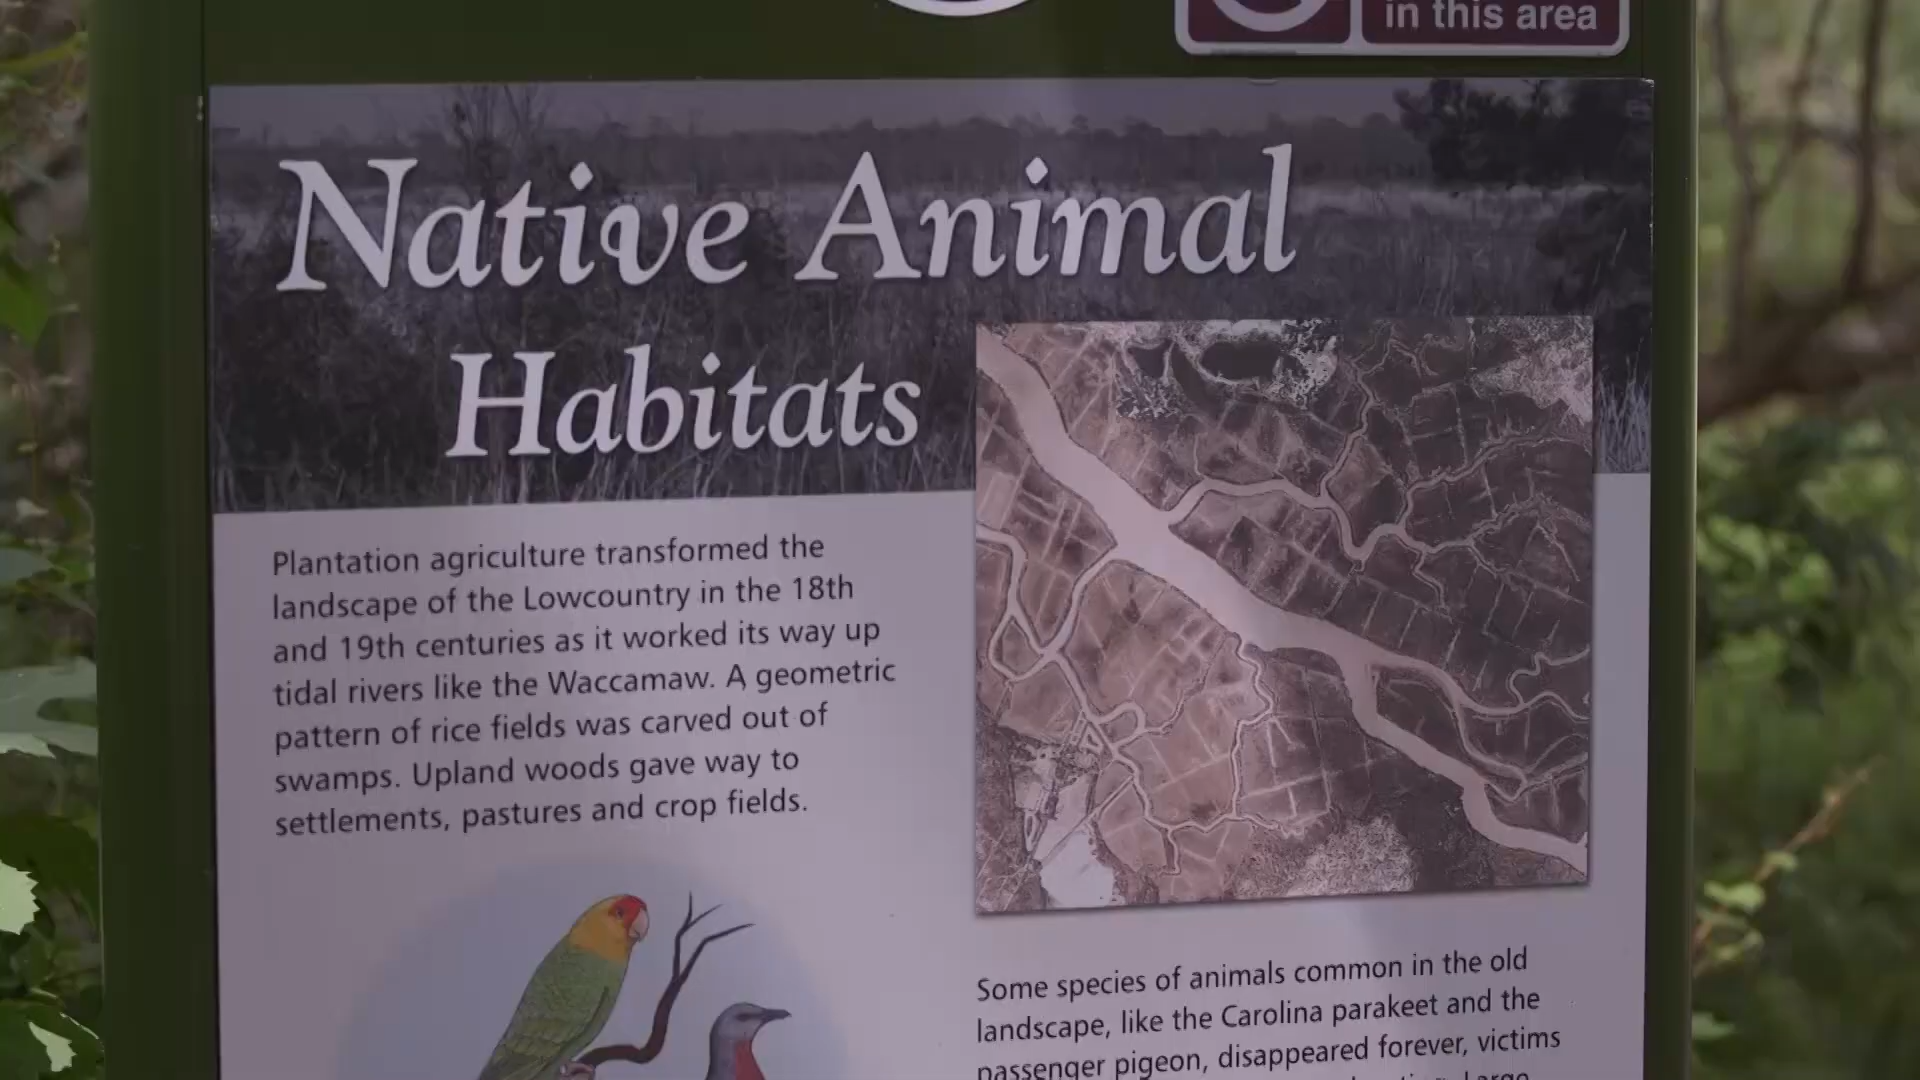 in this area
Native Animal
Habitats
Plantation agriculture transformed the
landscape of the Lowcountry in the 18th
and 19th centuries as it worked its way up
tidal rivers like the Waccamaw. A geometric
pattern of rice fields was carved out of
swamps. Upland woods gave way to
settlements, pastures and crop fields.
Some species of animals common in the old
landscape, like the Carolina parakeet and the
passenger pigeon, disappeared forever, victims